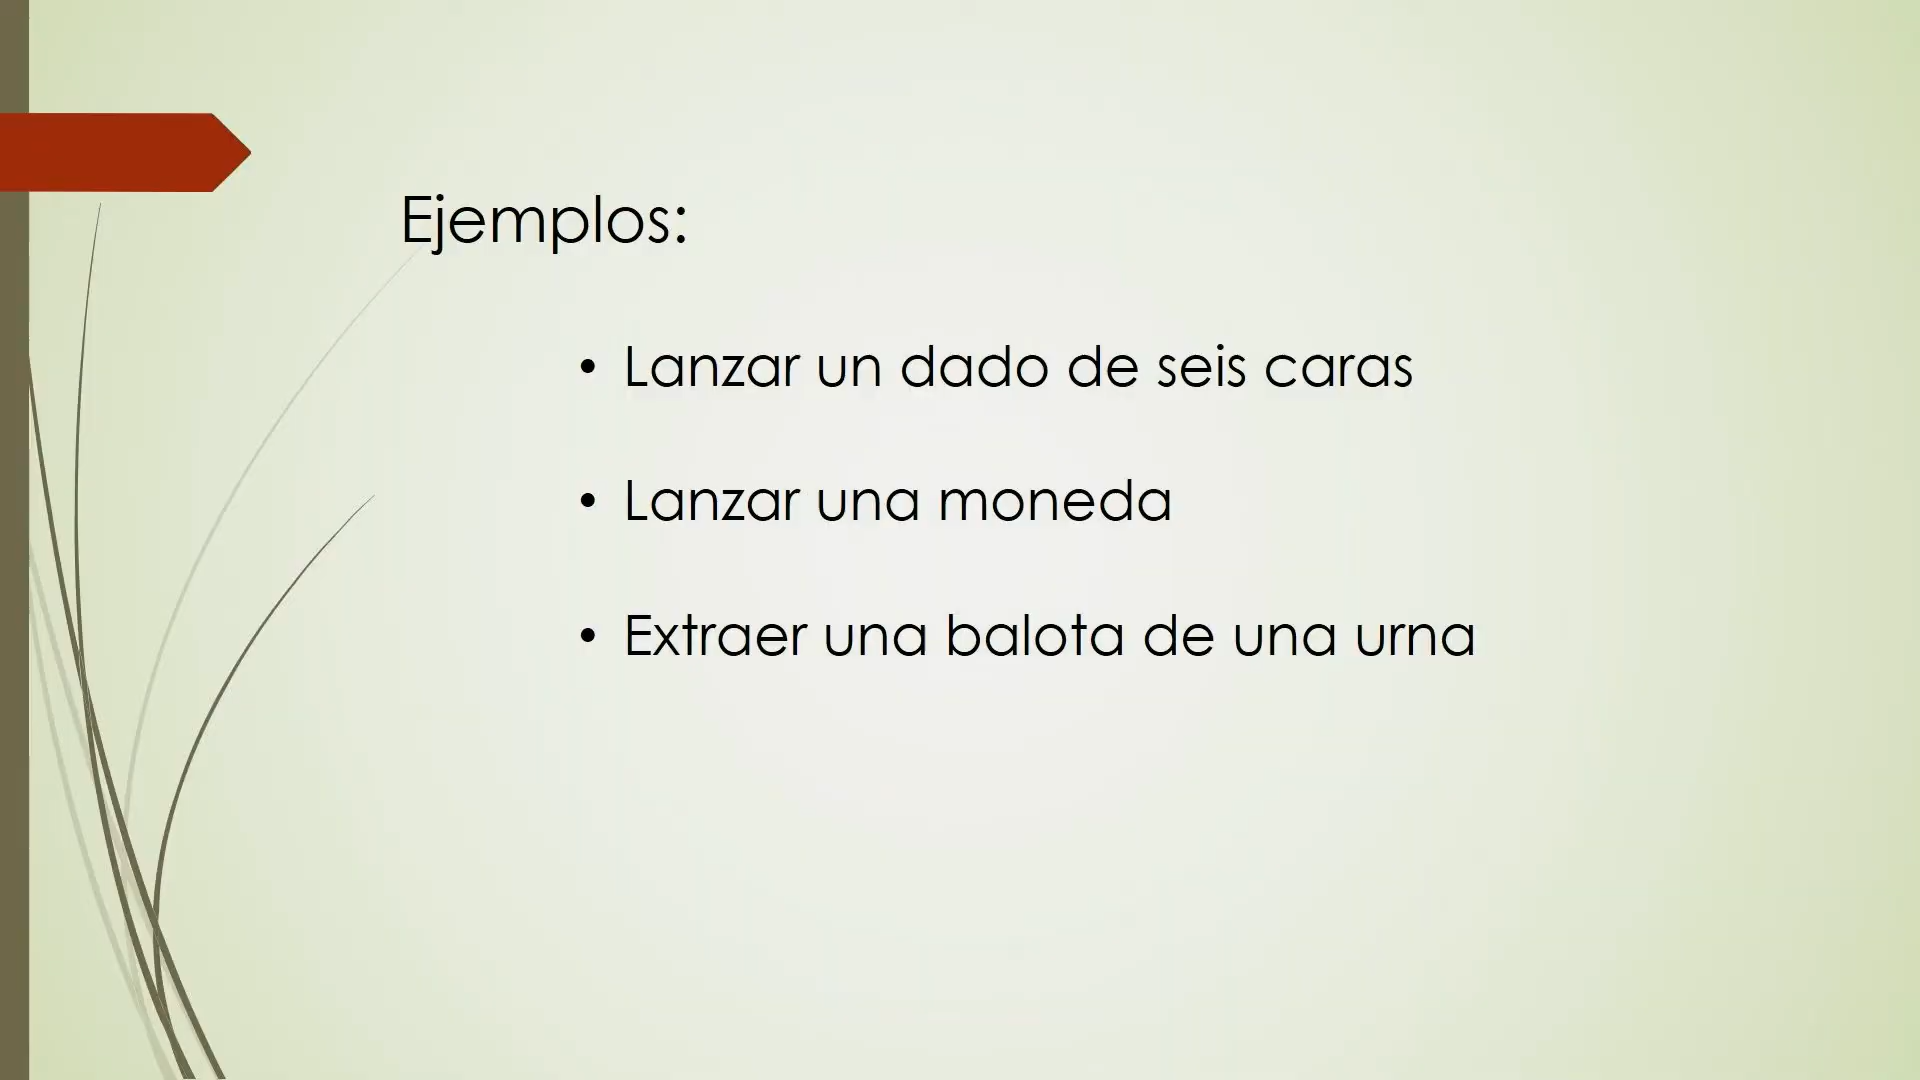 Ejemplos:
• Lanzar un dado de seis caras
• Lanzar una moneda
• Extraer una balota de una urna